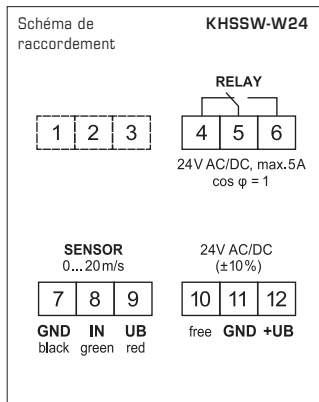 Schéma de
raccordement
KHSSW-W24
RELAY
1 2 3
4 5 6
24V AC/DC, max.5A
cos φ = 1
SENSOR
0...20m/s
24V AC/DC
(±10%)
7 8 9
10 11 12
GND IN UB
black green red
free GND +UB